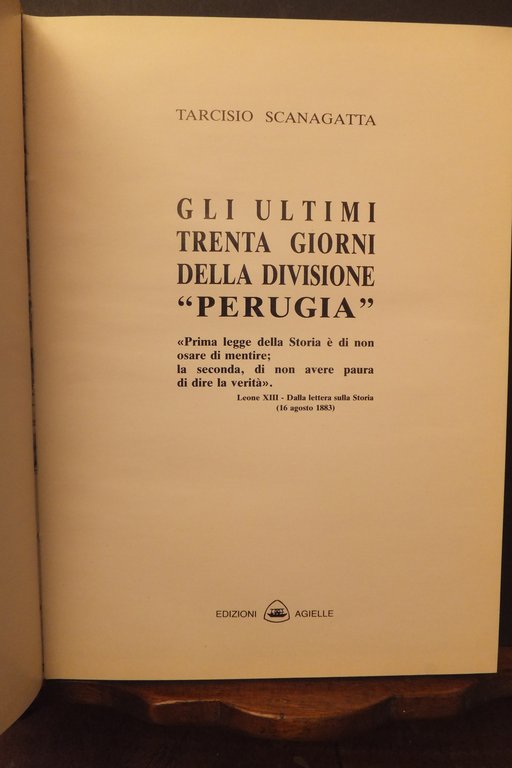 TARCISIO SCANAGATTA
GLI ULTIMI
TRENTA GIORNI
DELLA DIVISIONE
“PERUGIA”
«Prima legge della Storia è di non
osare di mentire;
la seconda, di non avere paura
di dire la verità».
Leone XIII - Dalla lettera sulla Storia
(16 agosto 1883)
EDIZIONI AGIELLE